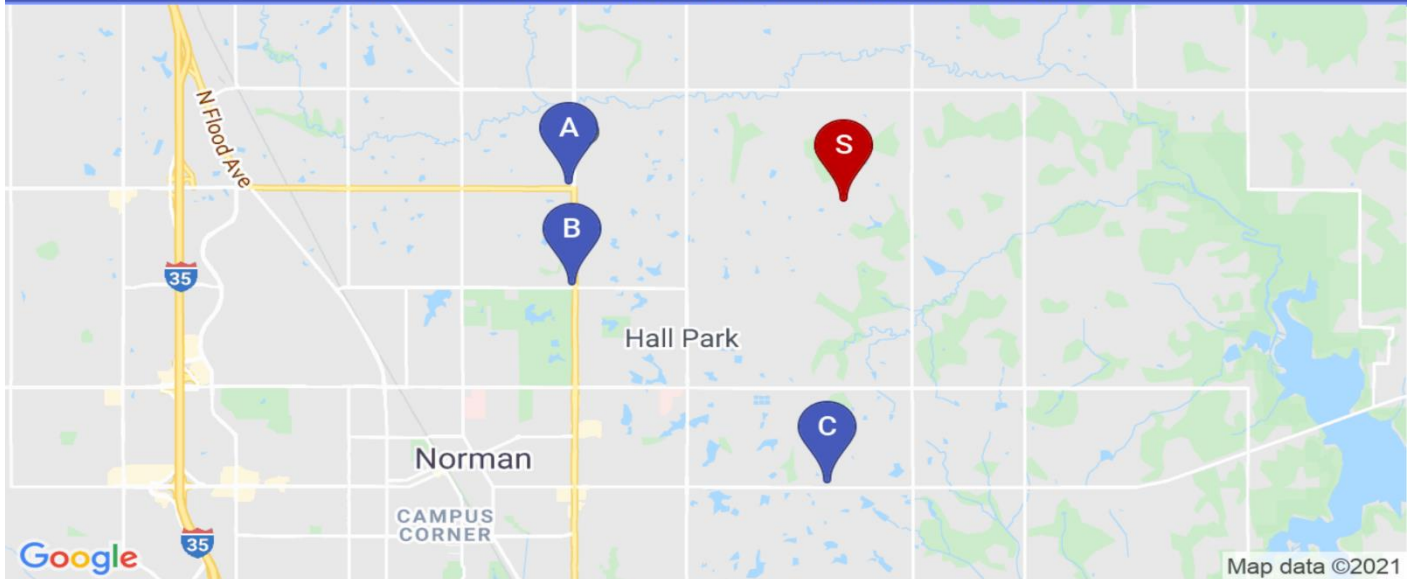 N Flood Ave
A
S
B
35
Hall Park
C
Norman
CAMPUS
CORNER
35
Google
Map data ©2021